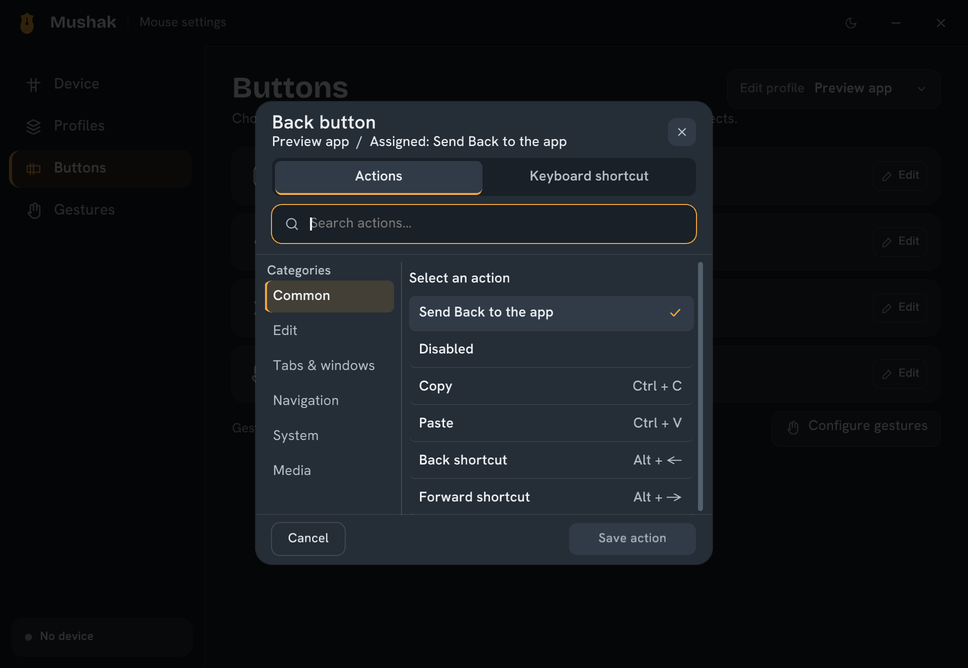 Mushak
Mouse settings
Device
Profiles
Buttons
Gestures
No device
Buttons
Edit profile Preview app
Edit
Edit
Edit
Edit
Configure gestures
Back button
Preview app / Assigned: Send Back to the app
Actions
Keyboard shortcut
Search actions...
Categories
Common
Edit
Tabs & windows
Navigation
System
Media
Select an action
Send Back to the app
Disabled
Copy Ctrl + C
Paste Ctrl + V
Back shortcut Alt + ←
Forward shortcut Alt + →
Cancel
Save action